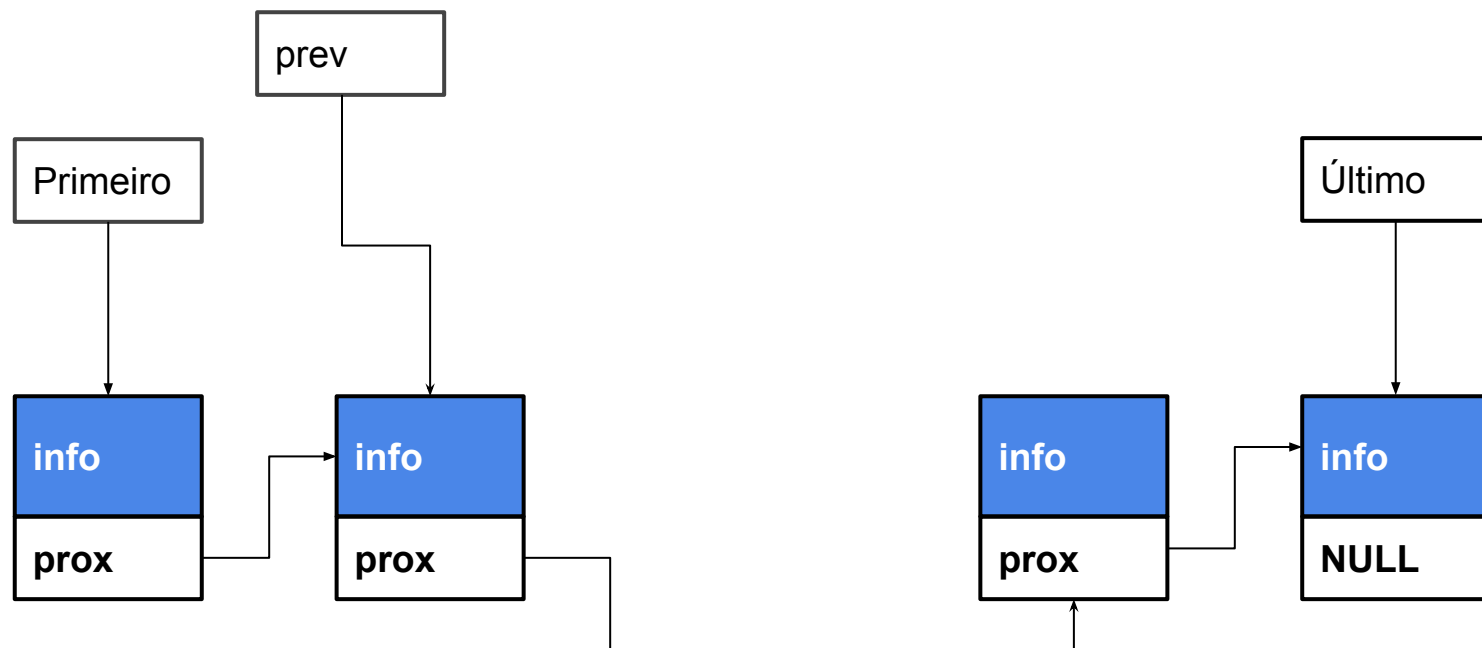 prev
Primeiro
Último
info
info
info
info
prox
prox
prox
NULL